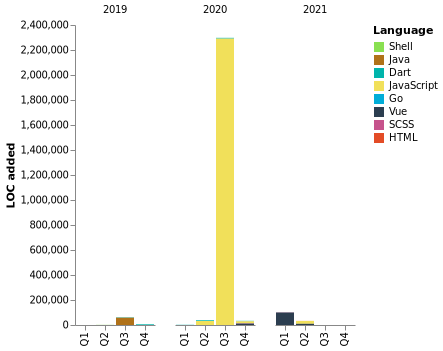 2019 2020 2021
2,400,000
2,200,000
2,000,000
1,800,000
1,600,000
1,400,000
1,200,000
1,000,000
800,000
600,000
400,000
200,000
0
LOC added
Q1 Q2 Q3 Q4 Q1 Q2 Q3 Q4 Q1 Q2 Q3 Q4
Language
Shell
Java
Dart
JavaScript
Go
Vue
SCSS
HTML